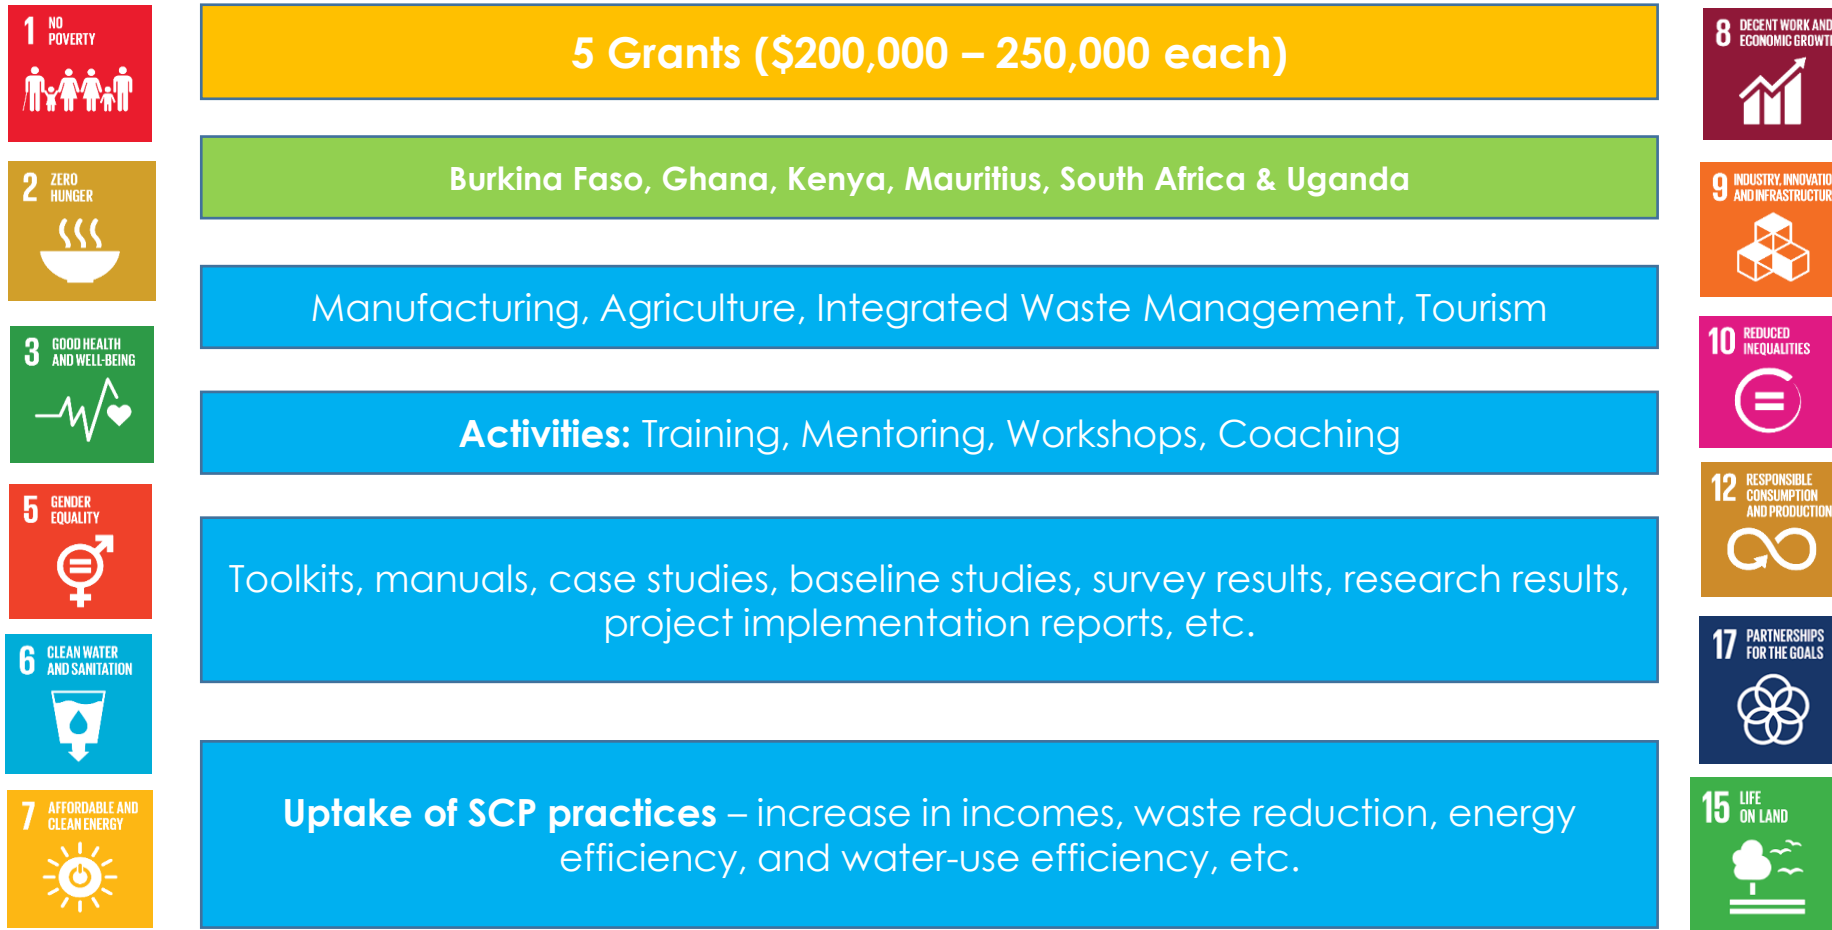 1 NO
POVERTY
2 ZERO
HUNGER
3 GOOD HEALTH
AND WELL-BEING
5 GENDER
EQUALITY
6 CLEAN WATER
AND SANITATION
7 AFFORDABLE AND
CLEAN ENERGY
5 Grants ($200,000 – 250,000 each)
Burkina Faso, Ghana, Kenya, Mauritius, South Africa & Uganda
Manufacturing, Agriculture, Integrated Waste Management, Tourism
Activities: Training, Mentoring, Workshops, Coaching
Toolkits, manuals, case studies, baseline studies, survey results, research results,
project implementation reports, etc.
Uptake of SCP practices – increase in incomes, waste reduction, energy
efficiency, and water-use efficiency, etc.
8 DECENT WORK AND
ECONOMIC GROWTH
9 INDUSTRY, INNOVATIO
AND INFRASTRUCTUR
10 REDUCED
INEQUALITIES
12 RESPONSIBLE
CONSUMPTION
AND PRODUCTION
17 PARTNERSHIPS
FOR THE GOALS
15 LIFE
ON LAND